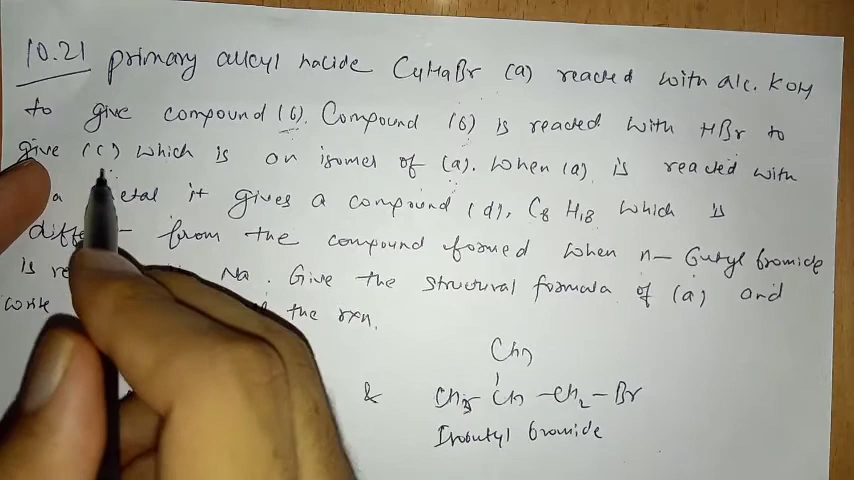 10.21 primary alkyl halide C4H9Br (a) reacted with alc. KOH
to give compound (b). Compound (b) is reacted with HBr to
give (c) which is an isomer of (a). When (a) is reacted with
a metal it gives a compound (d), C8 H18 which is
from the compound formed when n- Butyl bromide
is Na. Give the structural formula of (a) and
write the rxn.
CH3
& CH3 CH -CH2-Br
Isobutyl bromide